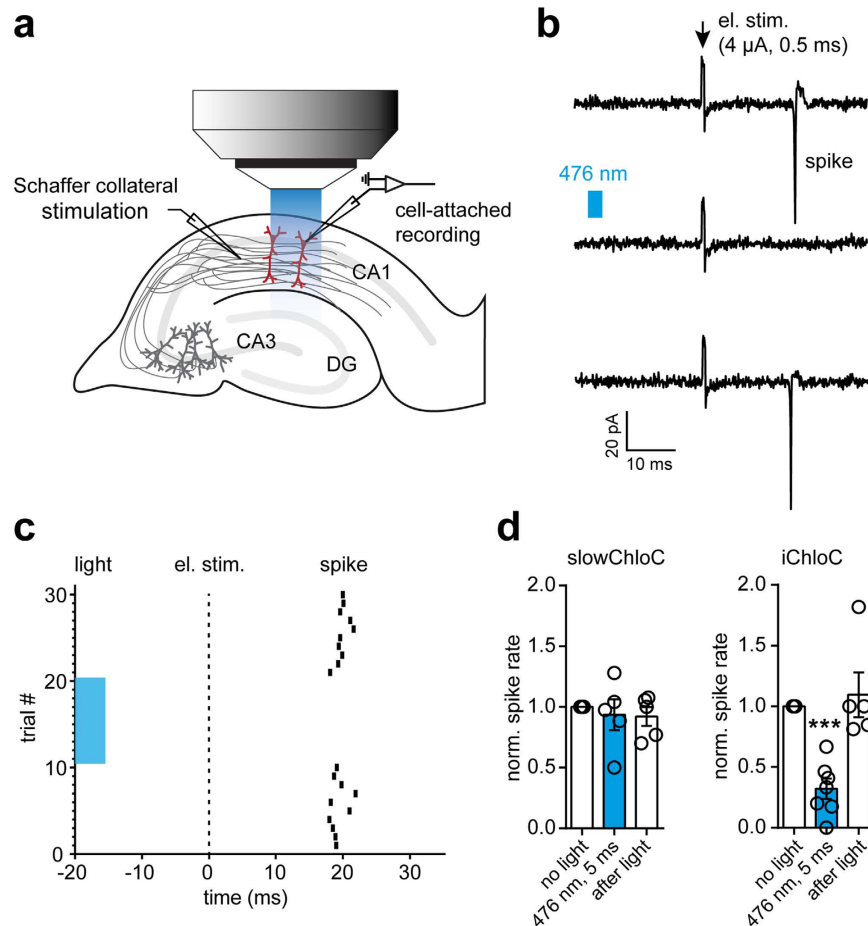 a
Schaffer collateral
stimulation
cell-attached
recording
CA1
CA3
DG
b
el. stim.
(4 µA, 0.5 ms)
spike
476 nm
20 pA
10 ms
c
light
el. stim.
spike
30
20
10
0
trial #
-20
-10
0
10
20
30
time (ms)
d
slowChloC
2.0
1.5
1.0
0.5
0.0
norm. spike rate
no light
476 nm, 5 ms
after light
iChloC
2.0
1.5
1.0
0.5
0.0
norm. spike rate
***
no light
476 nm, 5 ms
after light